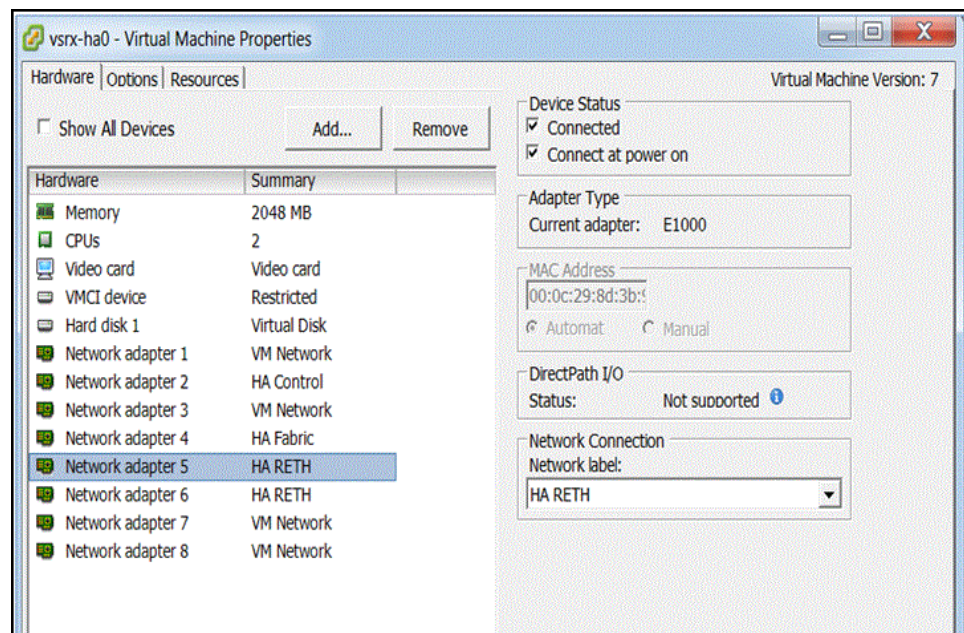 vsrx-ha0 - Virtual Machine Properties
Hardware Options Resources
Virtual Machine Version: 7
Show All Devices
Add...
Remove
Hardware Summary
Memory 2048 MB
CPUs 2
Video card Video card
VMCI device Restricted
Hard disk 1 Virtual Disk
Network adapter 1 VM Network
Network adapter 2 HA Control
Network adapter 3 VM Network
Network adapter 4 HA Fabric
Network adapter 5 HA RETH
Network adapter 6 HA RETH
Network adapter 7 VM Network
Network adapter 8 VM Network
Device Status
Connected
Connect at power on
Adapter Type
Current adapter: E1000
MAC Address
00:0c:29:8d:3b:
Automat Manual
DirectPath I/O
Status: Not supported
Network Connection
Network label:
HA RETH